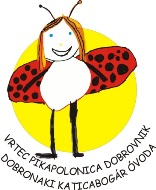 VRTEC PIKAPOLONICA DOBROVNIK
DOBRONAKI KATICABOGÁR ÓVODA